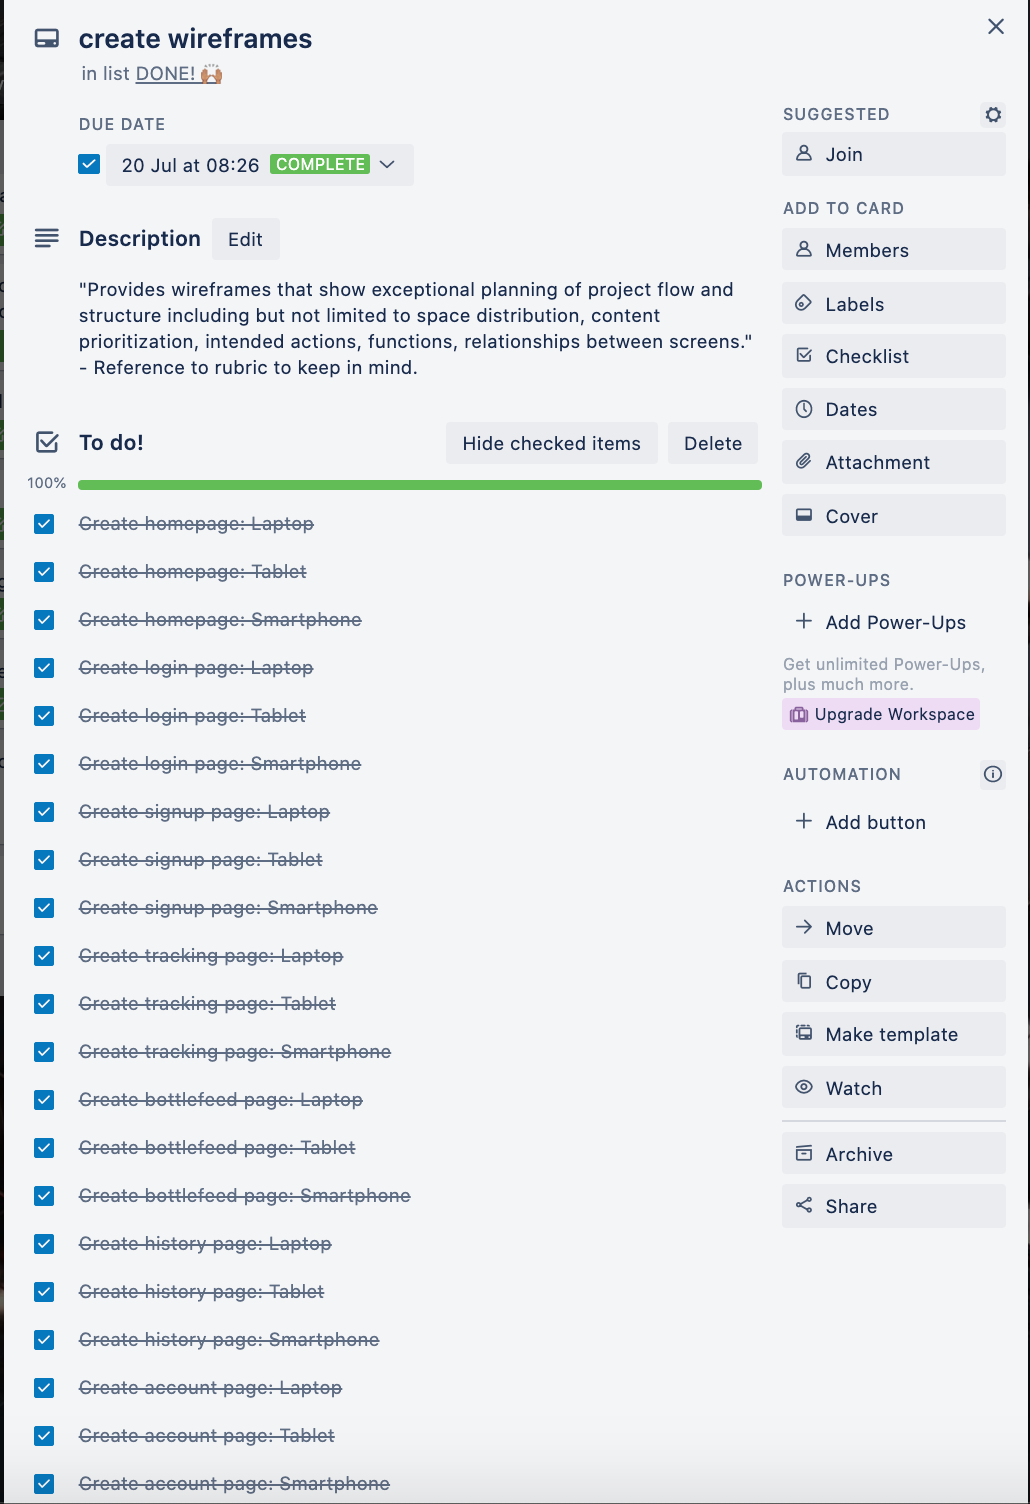 create wireframes
in list DONE! 🙌🏽
DUE DATE
20 Jul at 08:26 COMPLETE
Description Edit
"Provides wireframes that show exceptional planning of project flow and
structure including but not limited to space distribution, content
prioritization, intended actions, functions, relationships between screens."
- Reference to rubric to keep in mind.
To do! Hide checked items Delete
100%
Create homepage: Laptop
Create homepage: Tablet
Create homepage: Smartphone
Create login page: Laptop
Create login page: Tablet
Create login page: Smartphone
Create signup page: Laptop
Create signup page: Tablet
Create signup page: Smartphone
Create tracking page: Laptop
Create tracking page: Tablet
Create tracking page: Smartphone
Create bottlefeed page: Laptop
Create bottlefeed page: Tablet
Create bottlefeed page: Smartphone
Create history page: Laptop
Create history page: Tablet
Create history page: Smartphone
Create account page: Laptop
Create account page: Tablet
Create account page: Smartphone
SUGGESTED
Join
ADD TO CARD
Members
Labels
Checklist
Dates
Attachment
Cover
POWER-UPS
Add Power-Ups
Get unlimited Power-Ups,
plus much more.
Upgrade Workspace
AUTOMATION
Add button
ACTIONS
Move
Copy
Make template
Watch
Archive
Share